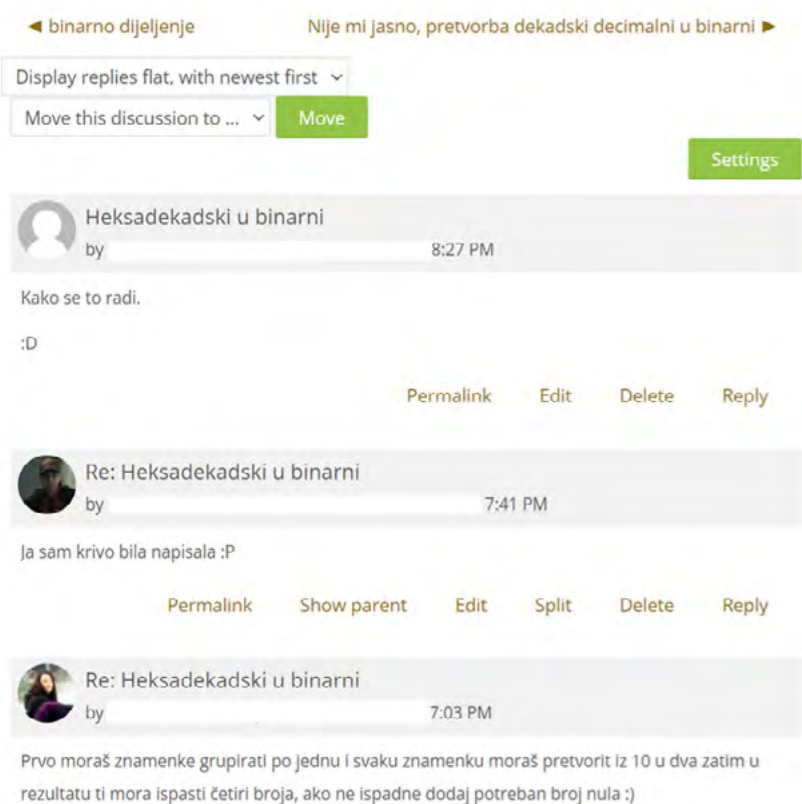 ◄ binarno dijeljenje
Nije mi jasno, pretvorba dekadski decimalni u binarni ►
Display replies flat, with newest first
Move this discussion to ...
Move
Settings
Heksadekadski u binarni
by 8:27 PM
Kako se to radi.
:D
Permalink Edit Delete Reply
Re: Heksadekadski u binarni
by 7:41 PM
Ja sam krivo bila napisala :P
Permalink Show parent Edit Split Delete Reply
Re: Heksadekadski u binarni
by 7:03 PM
Prvo moraš znamenke grupirati po jednu i svaku znamenku moraš pretvorit iz 10 u dva zatim u
rezultatu ti mora ispasti četiri broja, ako ne ispadne dodaj potreban broj nula :)